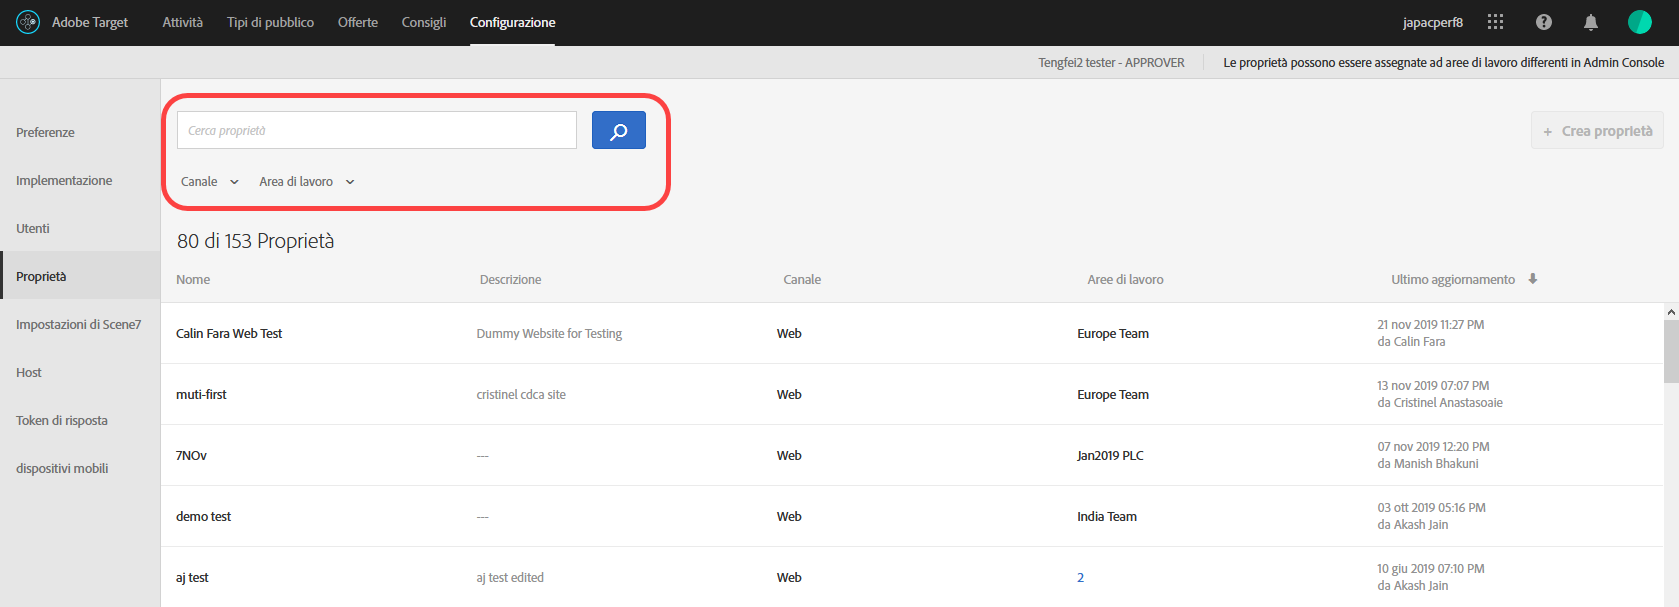 Adobe Target Attività Tipi di pubblico Offerte Consigli Configurazione japacperf8
Tengfei2 tester - APPROVER Le proprietà possono essere assegnate ad aree di lavoro differenti in Admin Console
Preferenze
Implementazione
Utenti
Proprietà
Impostazioni di Scene7
Host
Token di risposta
dispositivi mobili
Cerca proprietà
+ Crea proprietà
Canale Area di lavoro
80 di 153 Proprietà
Nome Descrizione Canale Aree di lavoro Ultimo aggiornamento
Calin Fara Web Test Dummy Website for Testing Web Europe Team 21 nov 2019 11:27 PM
da Calin Fara
muti-first cristinel cdca site Web Europe Team 13 nov 2019 07:07 PM
da Cristinel Anastasoaie
7NOv --- Web Jan2019 PLC 07 nov 2019 12:20 PM
da Manish Bhakuni
demo test --- Web India Team 03 ott 2019 05:16 PM
da Akash Jain
aj test aj test edited Web 2 10 giu 2019 07:10 PM
da Akash Jain